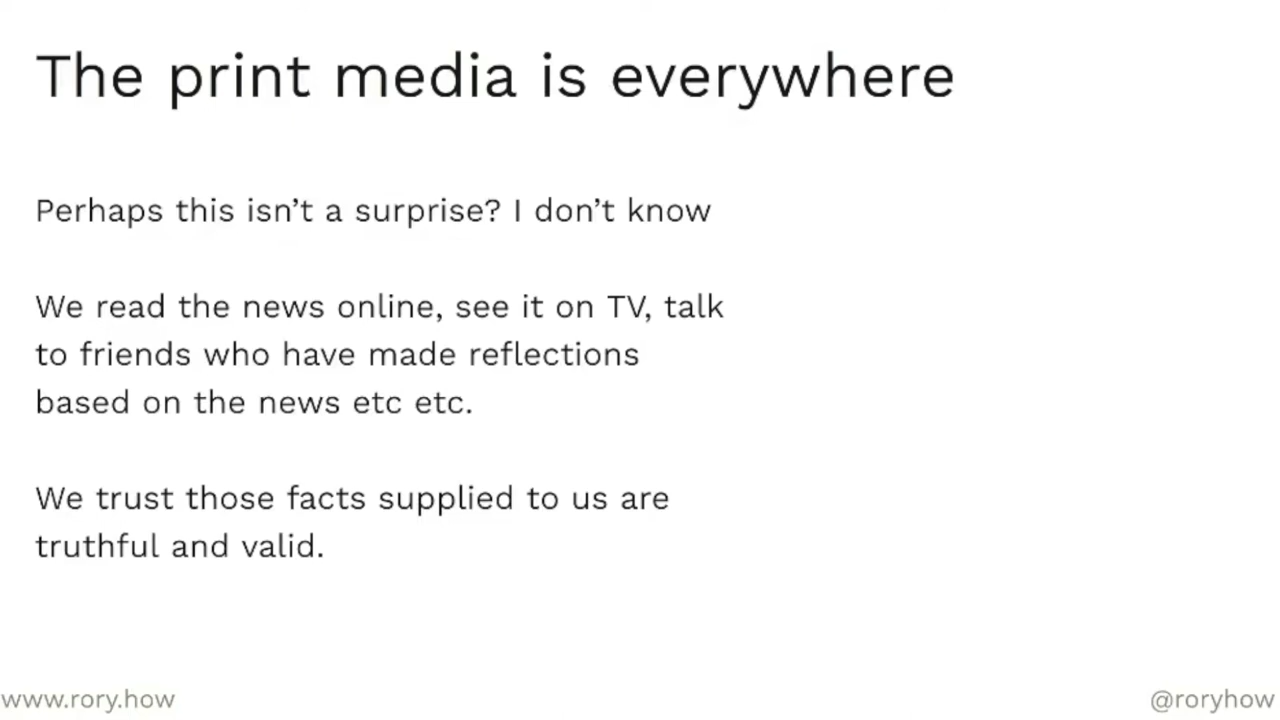 The print media is everywhere
Perhaps this isn’t a surprise? I don’t know
We read the news online, see it on TV, talk
to friends who have made reflections
based on the news etc etc.
We trust those facts supplied to us are
truthful and valid.
www.rory.how
@roryhow